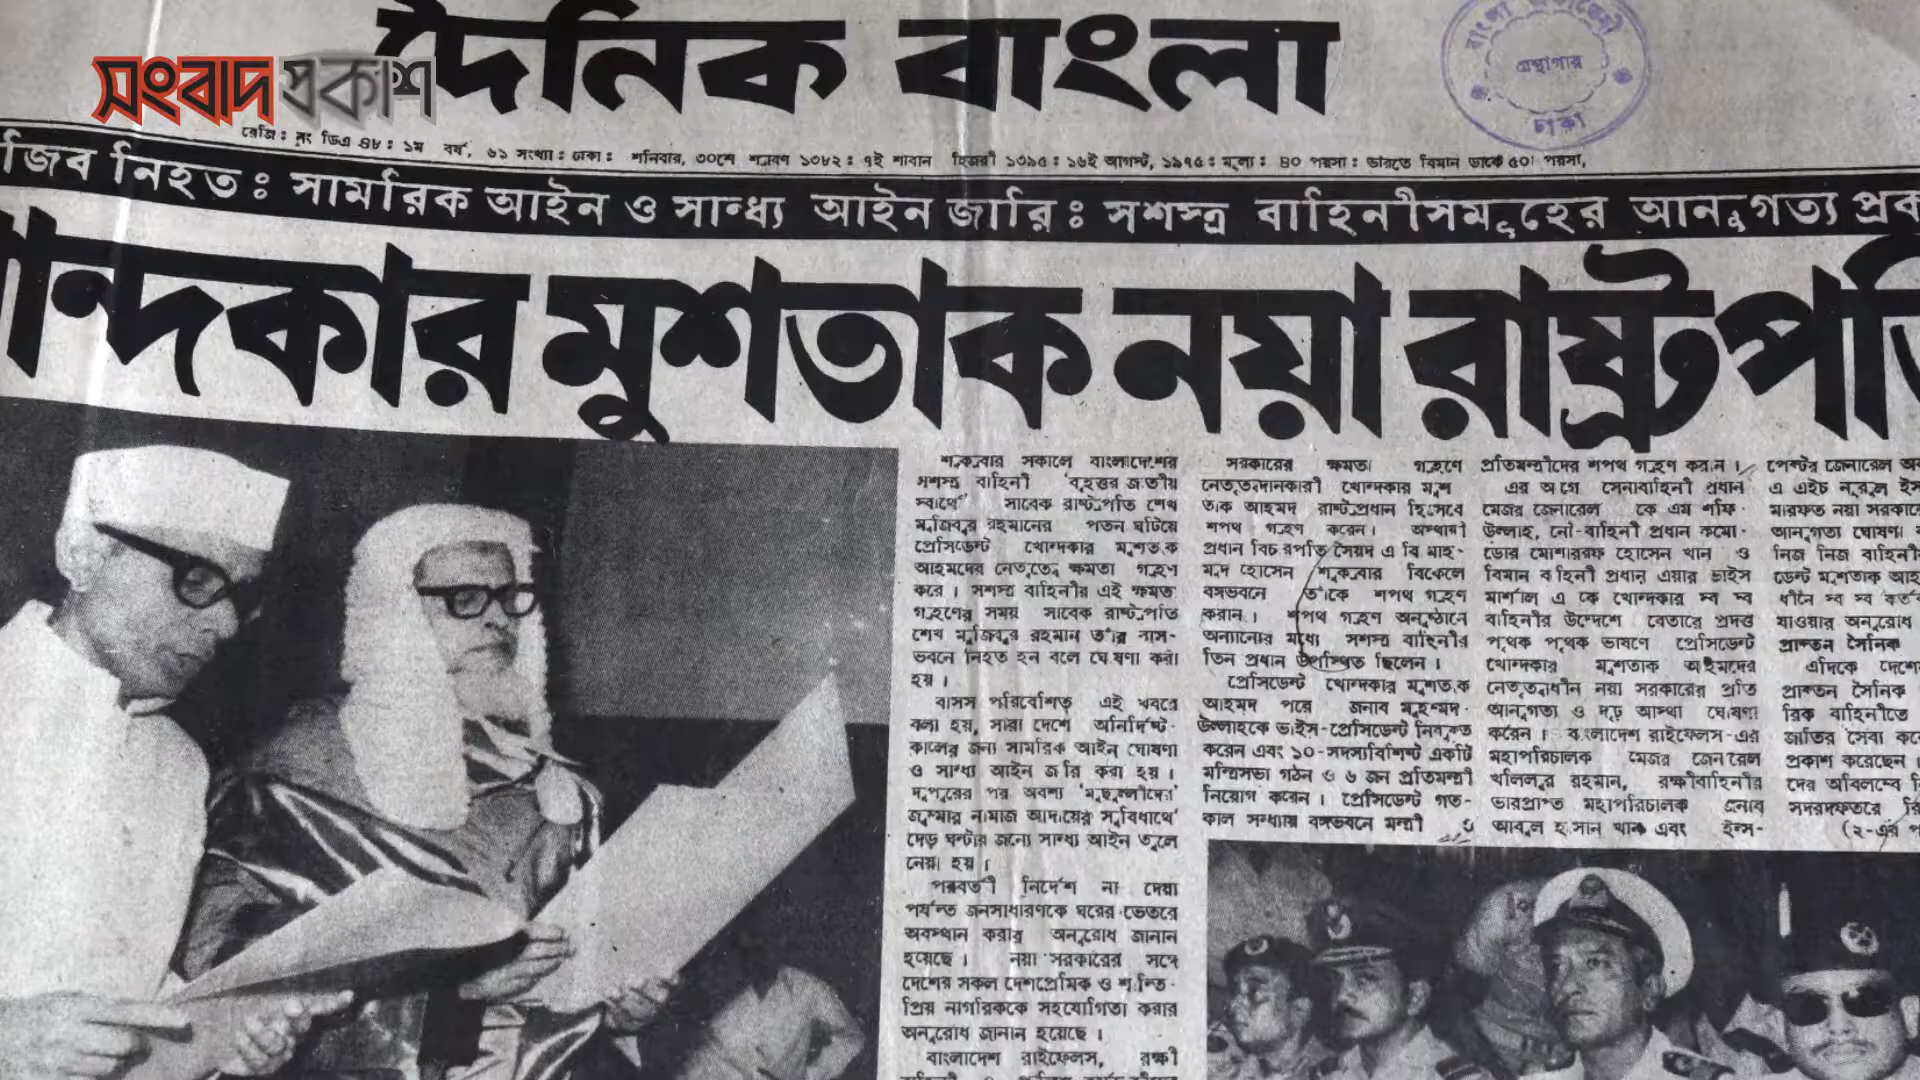 দৈনিক বাংলা
সংবাদ প্রকাশ
বাংলা একাডেমী
গ্রন্থাগার
ঢাকা
রেজি: নং ডিএ ৪৮: ১ম বর্ষ, ৬১ সংখ্যা: ঢাকা: শনিবার, ৩০শে শ্রাবণ ১৩৮২: ৭ই শাবান হিজরী ১৩৯৫: ১৬ই আগস্ট, ১৯৭৫: মূল্য: ৪০ পয়সা: ভারতে বিমান ডাকে ৫০ পয়সা,
জিব নিহত: সামরিক আইন ও সান্ধ্য আইন জারি: সশস্ত্র বাহিনীসমূহের আনুগত্য প্রক
ন্দকার মুশতাক নয়া রাষ্ট্রপতি
শুক্রবার সকালে বাংলাদেশের
সশস্ত্র বাহিনী 'বৃহত্তর জাতীয়
স্বার্থে' সাবেক রাষ্ট্রপতি শেখ
মুজিবুর রহমানের পতন ঘটিয়ে
প্রেসিডেন্ট খোন্দকার মুশতাক
আহমদের নেতৃত্বে ক্ষমতা গ্রহণ
করে। সশস্ত্র বাহিনীর এই ক্ষমতা
গ্রহণের সময় সাবেক রাষ্ট্রপতি
শেখ মুজিবুর রহমান তাঁর বাস-
ভবনে নিহত হন বলে ঘোষণা করা
হয়।
বাসস পরিবেশিত এই খবরে
বলা হয়, সারা দেশে অনির্দিষ্ট-
কালের জন্য সামরিক আইন ঘোষণা
ও সান্ধ্য আইন জারি করা হয়।
দুপুরের পর অবশ্য 'মুছল্লীদের'
জুম্মার নামাজ আদায়ের সুবিধার্থে
দেড় ঘন্টার জন্যে সান্ধ্য আইন তুলে
নেয়া হয়।
পরবর্তী নির্দেশ না দেয়া
পর্যন্ত জনসাধারণকে ঘরের ভেতরে
অবস্থান করার অনুরোধ জানান
হয়েছে। নয়া সরকারের সঙ্গে
দেশের সকল দেশপ্রেমিক ও শান্তি-
প্রিয় নাগরিককে সহযোগিতা করার
অনুরোধ জানান হয়েছে।
বাংলাদেশ রাইফেলস, রক্ষী
সরকারের ক্ষমতা গ্রহণে
নেতৃত্বদানকারী খোন্দকার মুশ
তাক আহমদ রাষ্ট্রপ্রধান হিসেবে
শপথ গ্রহণ করেন। অস্থায়ী
প্রধান বিচারপতি সৈয়দ এ বি মাহ-
মুদ হোসেন শুক্রবার বিকেলে
বঙ্গভবনে তাঁকে শপথ গ্রহণ
করান। শপথ গ্রহণ অনুষ্ঠানে
অন্যান্যের মধ্যে সশস্ত্র বাহিনীর
তিন প্রধান উপস্থিত ছিলেন।
প্রেসিডেন্ট খোন্দকার মুশতাক
আহমদ পরে জনাব মুহম্মদ-
উল্লাহকে ভাইস-প্রেসিডেন্ট নিযুক্ত
করেন এবং ১০-সদস্যবিশিষ্ট একটি
মন্ত্রিসভা গঠন ও ৬ জন প্রতিমন্ত্রী
নিয়োগ করেন। প্রেসিডেন্ট গত-
কাল সন্ধ্যায় বঙ্গভবনে মন্ত্রী ও
প্রতিমন্ত্রীদের শপথ গ্রহণ করান।
এর আগে সেনাবাহিনী প্রধান
মেজর জেনারেল কে এম শফি-
উল্লাহ, নৌ-বাহিনী প্রধান কমো-
ডোর মোশাররফ হোসেন খান ও
বিমান বাহিনী প্রধান এয়ার ভাইস
মার্শাল এ কে খোন্দকার স্ব স্ব
বাহিনীর উদ্দেশে বেতারে প্রদত্ত
পৃথক পৃথক ভাষণে প্রেসিডেন্ট
খোন্দকার মুশতাক আহমদের
নেতৃত্বাধীন নয়া সরকারের প্রতি
আনুগত্য ও দৃঢ় আস্থা ঘোষণা
করেন। বাংলাদেশ রাইফেলস-এর
মহাপরিচালক মেজর জেনারেল
খলিলুর রহমান, রক্ষীবাহিনীর
ভারপ্রাপ্ত মহাপরিচালক জনাব
আবুল হাসান খান এবং ইন্স-
পেক্টর জেনারেল অব
এ এইচ নূরুল ইস
মারফত নয়া সরকারে
আনুগত্য ঘোষণা
নিজ নিজ বাহিনী
ডেন্ট মুশতাক আহ
ধীনে স্ব স্ব কর্ত
যাওয়ার অনুরোধ
প্রাক্তন সৈনিক
এদিকে দেশে
প্রাক্তন সৈনিক
রিক বাহিনীতে
জাতির সেবা কর
প্রকাশ করেছেন।
দের অবিলম্বে
সদরদফতরে রি
(২-এর প